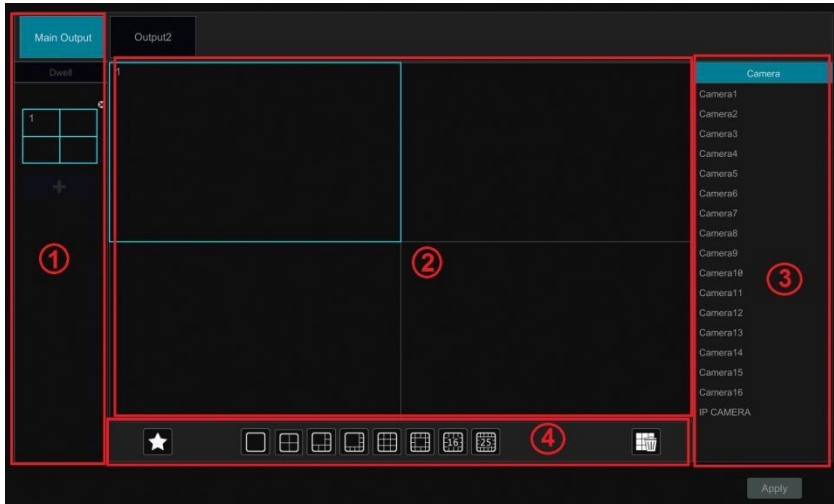 Main Output
Output2
Dwell
1
1
Camera
Camera1
Camera2
Camera3
Camera4
Camera5
Camera6
Camera7
Camera8
Camera9
Camera10
Camera11
Camera12
Camera13
Camera14
Camera15
Camera16
IP CAMERA
1
2
3
16
25
4
Apply